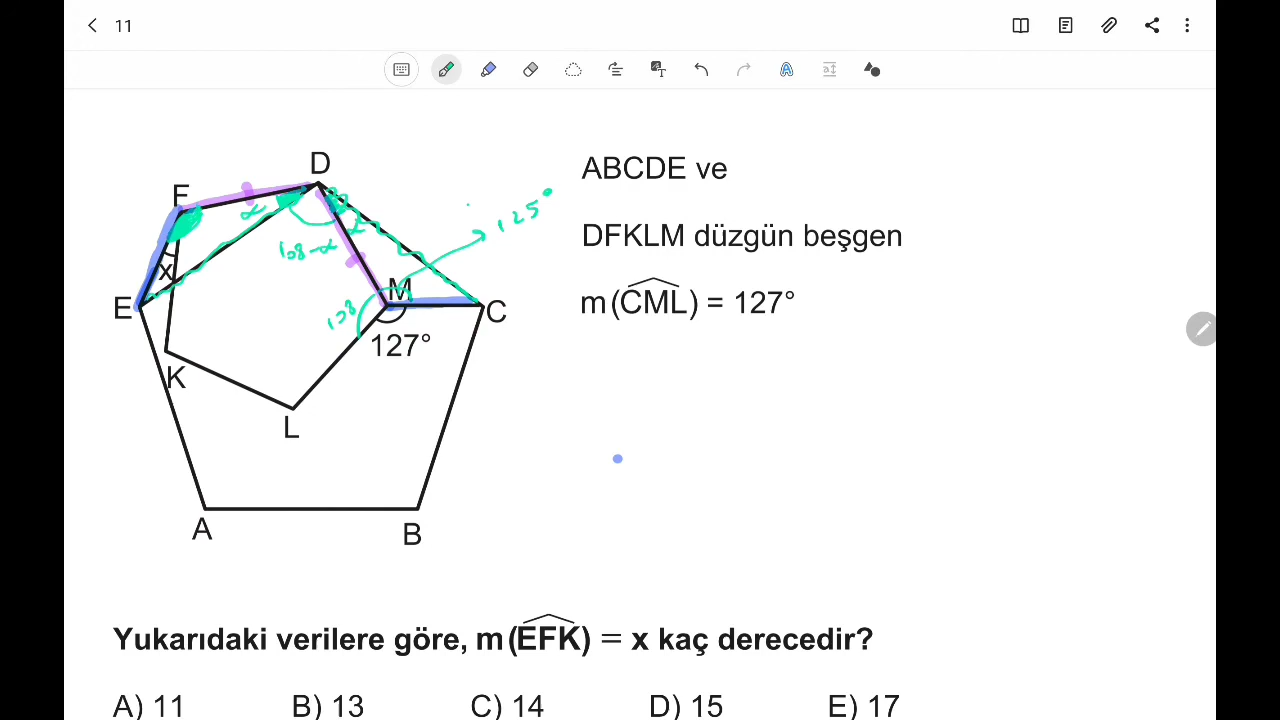 11
D
F
α
125°
ABCDE ve
108-α
α
DFKLM düzgün beşgen
x
M
m(CML) = 127°
E
C
108
127°
K
L
A
B
Yukarıdaki verilere göre, m(EFK) = x kaç derecedir?
A) 11 B) 13 C) 14 D) 15 E) 17